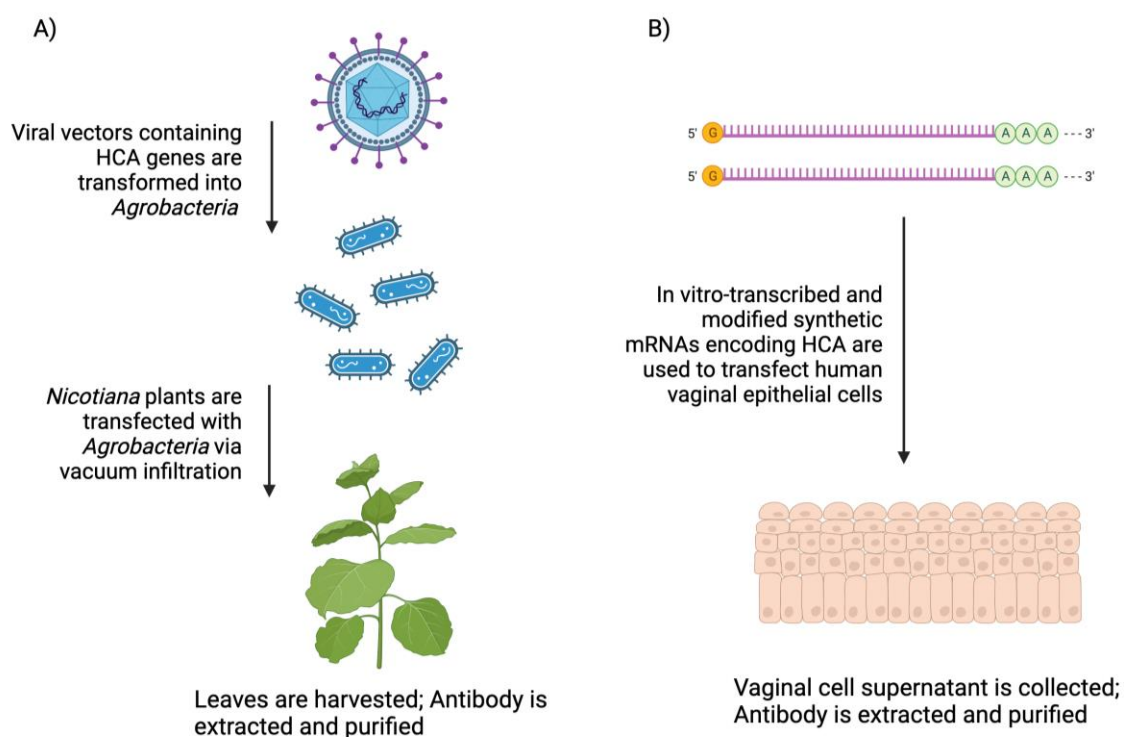 A)
Viral vectors containing
HCA genes are
transformed into
Agrobacteria
Nicotiana plants are
transfected with
Agrobacteria via
vacuum infiltration
Leaves are harvested; Antibody is
extracted and purified
B)
5' G A A A --- 3'
5' G A A A --- 3'
In vitro-transcribed and
modified synthetic
mRNAs encoding HCA are
used to transfect human
vaginal epithelial cells
Vaginal cell supernatant is collected;
Antibody is extracted and purified